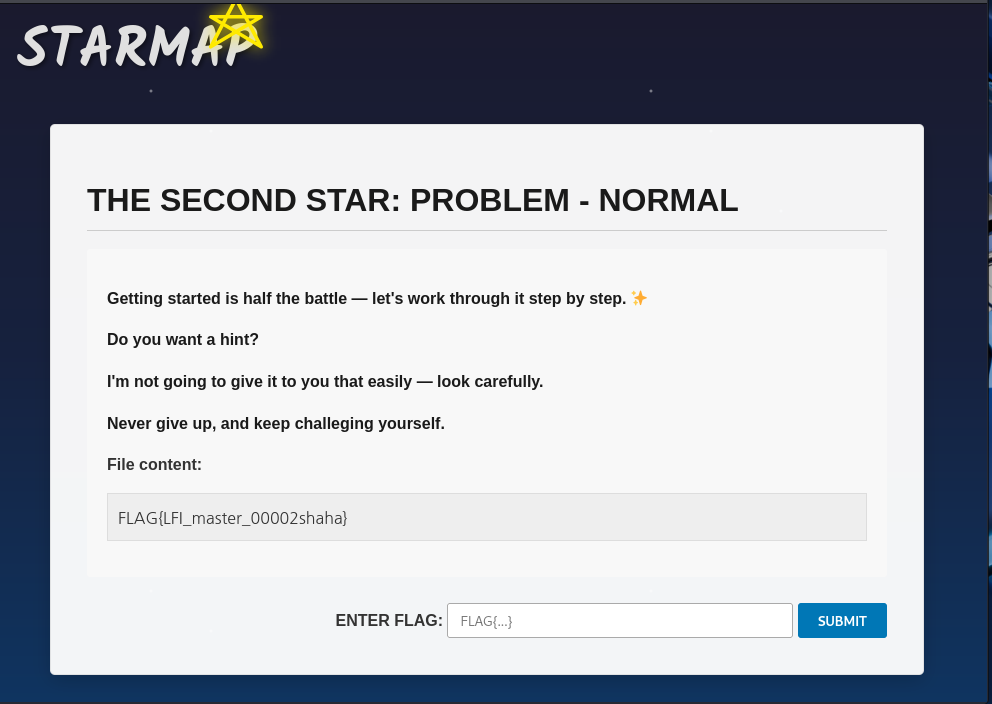 STARMAP
THE SECOND STAR: PROBLEM - NORMAL
Getting started is half the battle — let's work through it step by step. ✨
Do you want a hint?
I'm not going to give it to you that easily — look carefully.
Never give up, and keep challeging yourself.
File content:
FLAG{LFI_master_00002shaha}
ENTER FLAG: FLAG{...} SUBMIT